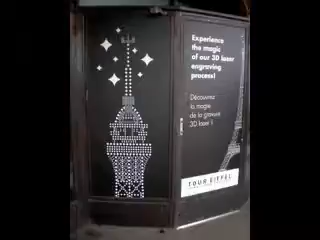 Experience
the magic
of our 3D laser
engraving
process!
Découvrez
la magie
de la gravure
3D laser !
TOUR EIFFEL